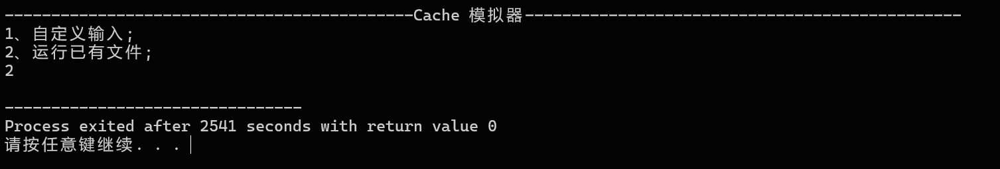 --------------------------------------------Cache 模拟器-----------------------------------------------
1、自定义输入;
2、运行已有文件;
2
--------------------------------
Process exited after 2541 seconds with return value 0
请按任意键继续. . .